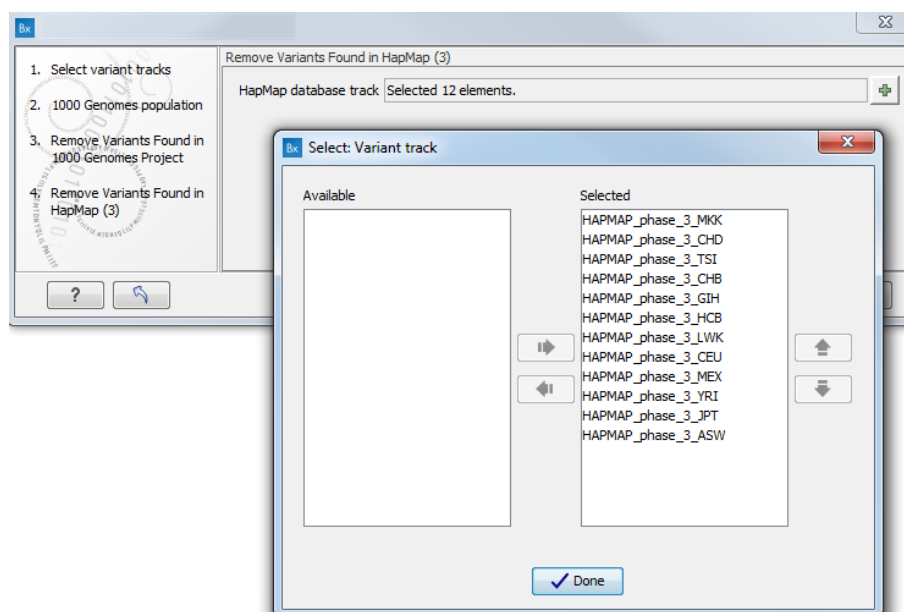 Bx
1. Select variant tracks
2. 1000 Genomes population
3. Remove Variants Found in
1000 Genomes Project
4. Remove Variants Found in
HapMap (3)
?
Remove Variants Found in HapMap (3)
HapMap database track Selected 12 elements.
Bx Select: Variant track
Available
Selected
HAPMAP_phase_3_MKK
HAPMAP_phase_3_CHD
HAPMAP_phase_3_TSI
HAPMAP_phase_3_CHB
HAPMAP_phase_3_GIH
HAPMAP_phase_3_HCB
HAPMAP_phase_3_LWK
HAPMAP_phase_3_CEU
HAPMAP_phase_3_MEX
HAPMAP_phase_3_YRI
HAPMAP_phase_3_JPT
HAPMAP_phase_3_ASW
Done